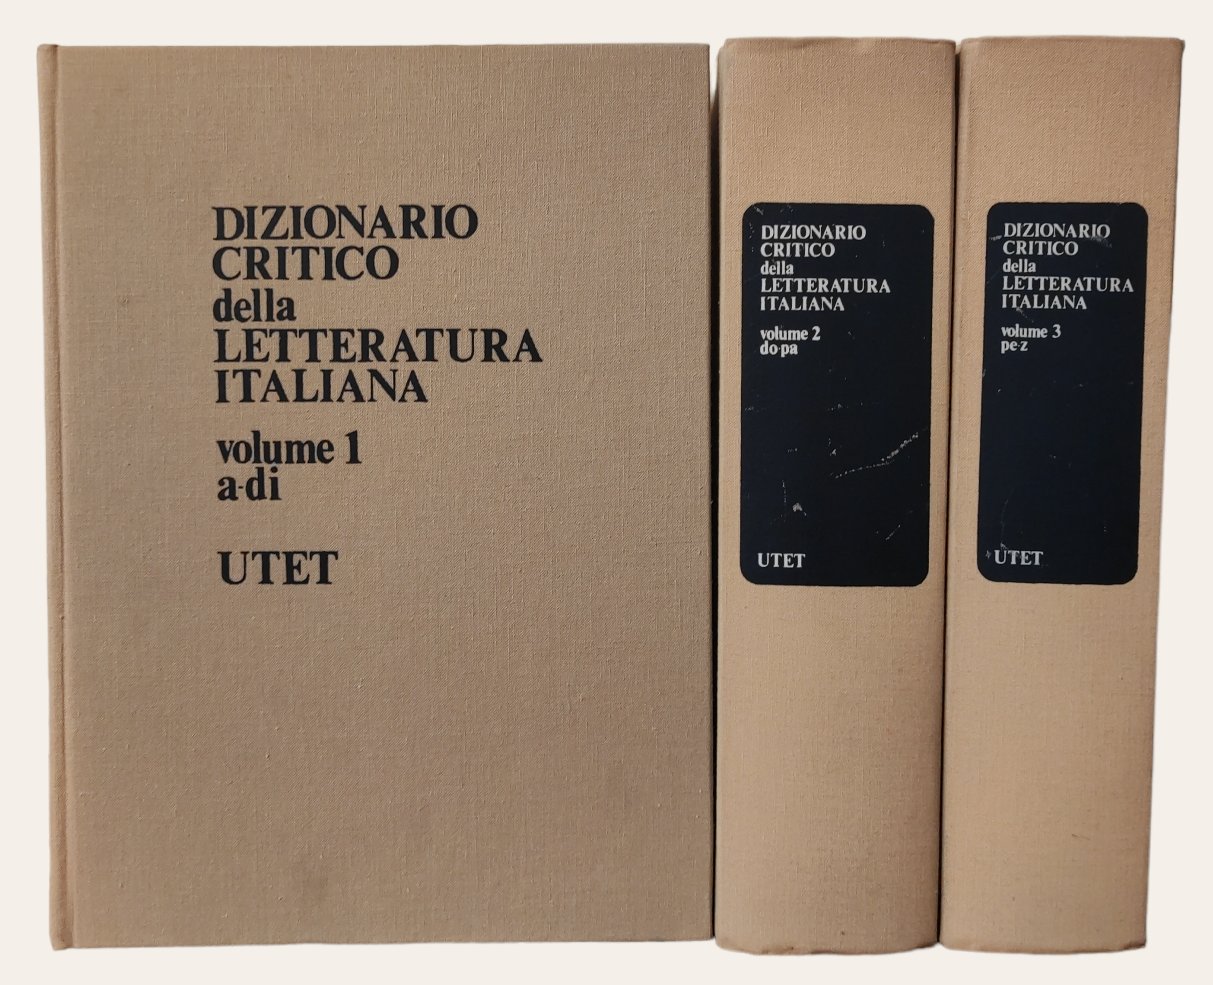 DIZIONARIO
CRITICO
della
LETTERATURA
ITALIANA
volume 1
a-di
UTET
DIZIONARIO
CRITICO
della
LETTERATURA
ITALIANA
volume 2
do-pa
UTET
DIZIONARIO
CRITICO
della
LETTERATURA
ITALIANA
volume 3
pe-z
UTET